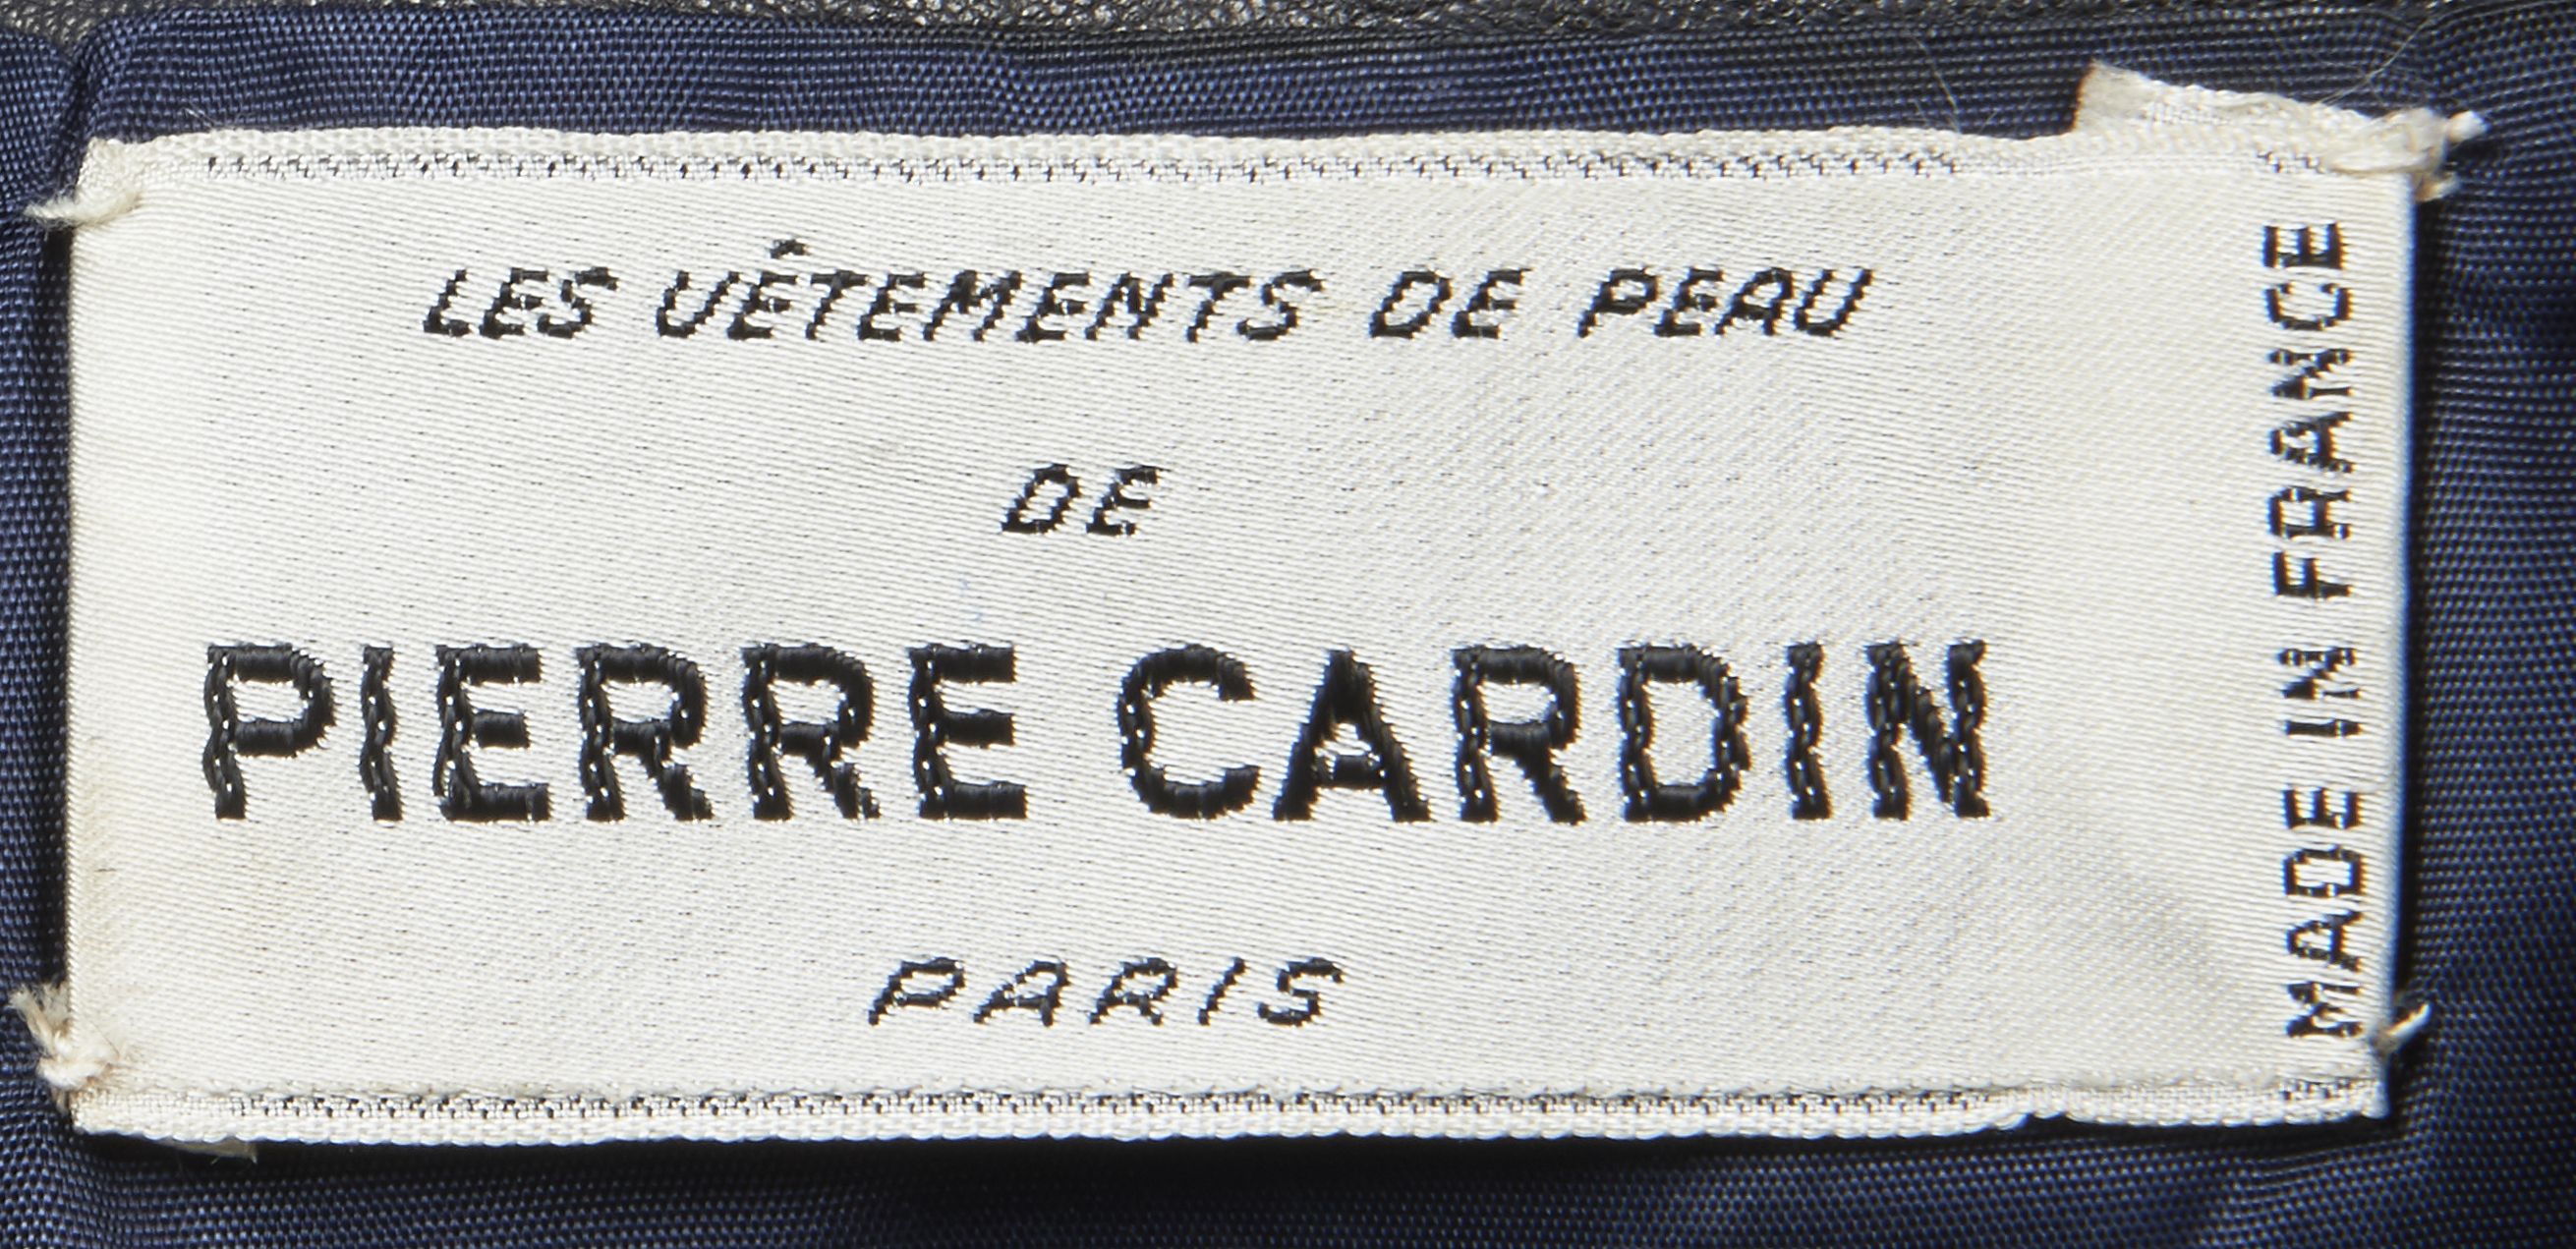 LES VÊTEMENTS DE PEAU
DE
PIERRE CARDIN
PARIS
MADE IN FRANCE